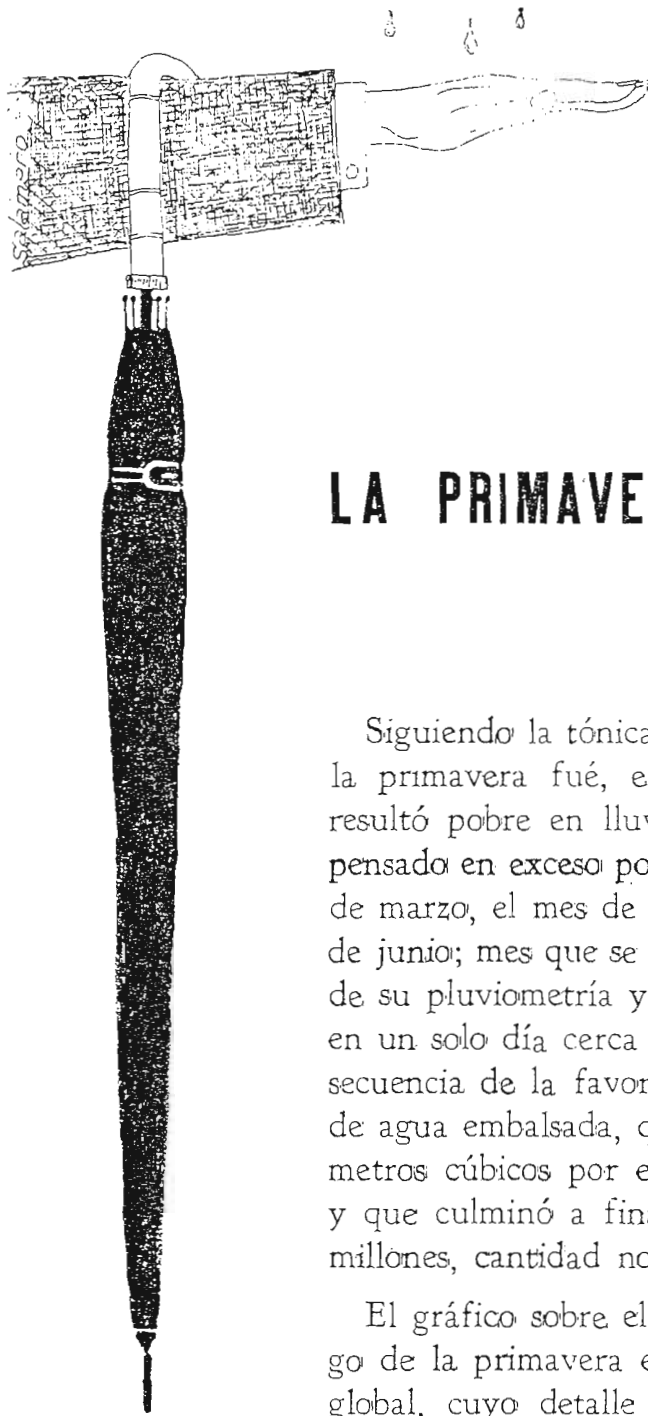 Salamero
LA PRIMAVE
Siguiendo la tónica
la primavera fué, e
resultó pobre en lluv
pensado en exceso po
de marzo, el mes de
de junio; mes que se
de su pluviometría y
en un solo día cerca
secuencia de la favor
de agua embalsada, q
metros cúbicos por e
y que culminó a fina
millones, cantidad no
El gráfico sobre el
go de la primavera e
global, cuyo detalle